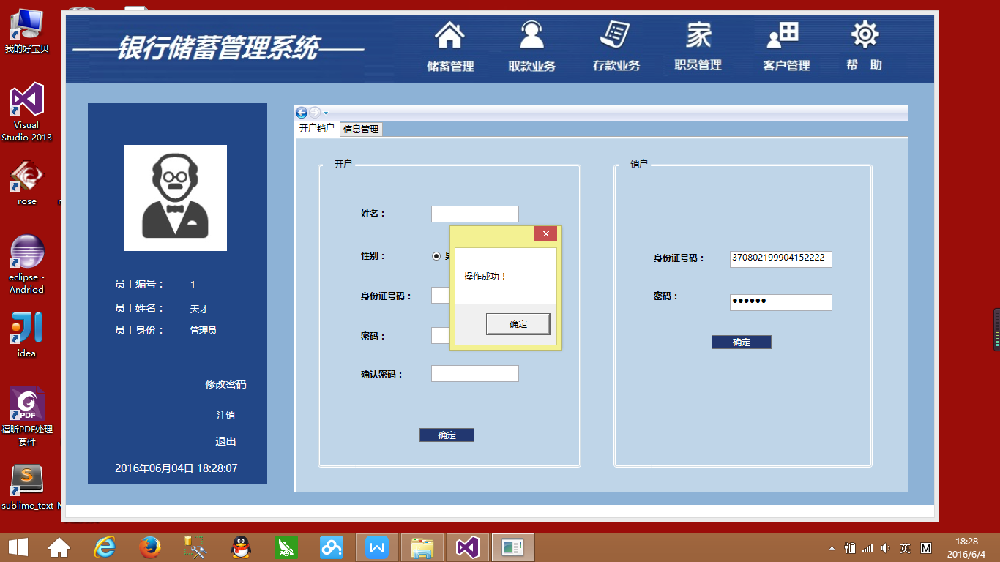 我的好宝贝
Visual
Studio 2013
rose
eclipse -
Andriod
idea
PDF
福昕PDF处理
套件
sublime_text
银行储蓄管理系统
储蓄管理
取款业务
存款业务
家
职员管理
客户管理
帮 助
员工编号： 1
员工姓名： 天才
员工身份： 管理员
修改密码
注销
退出
2016年06月04日 18:28:07
开户销户 信息管理
开户
姓名：
性别：
身份证号码：
密码：
确认密码：
确定
操作成功！
确定
销户
身份证号码： 370802199904152222
密码： ●●●●●●
确定
英 M
18:28
2016/6/4